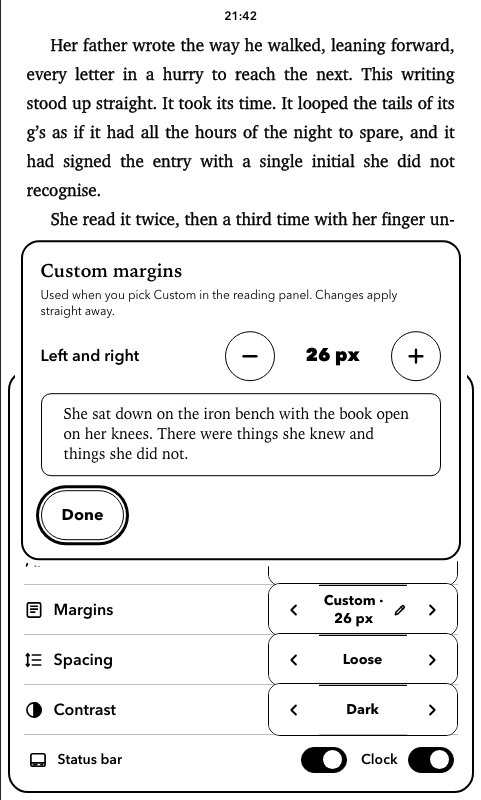 21:42
Her father wrote the way he walked, leaning forward,
every letter in a hurry to reach the next. This writing
stood up straight. It took its time. It looped the tails of its
g’s as if it had all the hours of the night to spare, and it
had signed the entry with a single initial she did not
recognise.
She read it twice, then a third time with her finger un-
Custom margins
Used when you pick Custom in the reading panel. Changes apply
straight away.
Left and right − 26 px +
She sat down on the iron bench with the book open
on her knees. There were things she knew and
things she did not.
Done
Margins
Custom ·
26 px
Spacing Loose
Contrast Dark
Status bar Clock